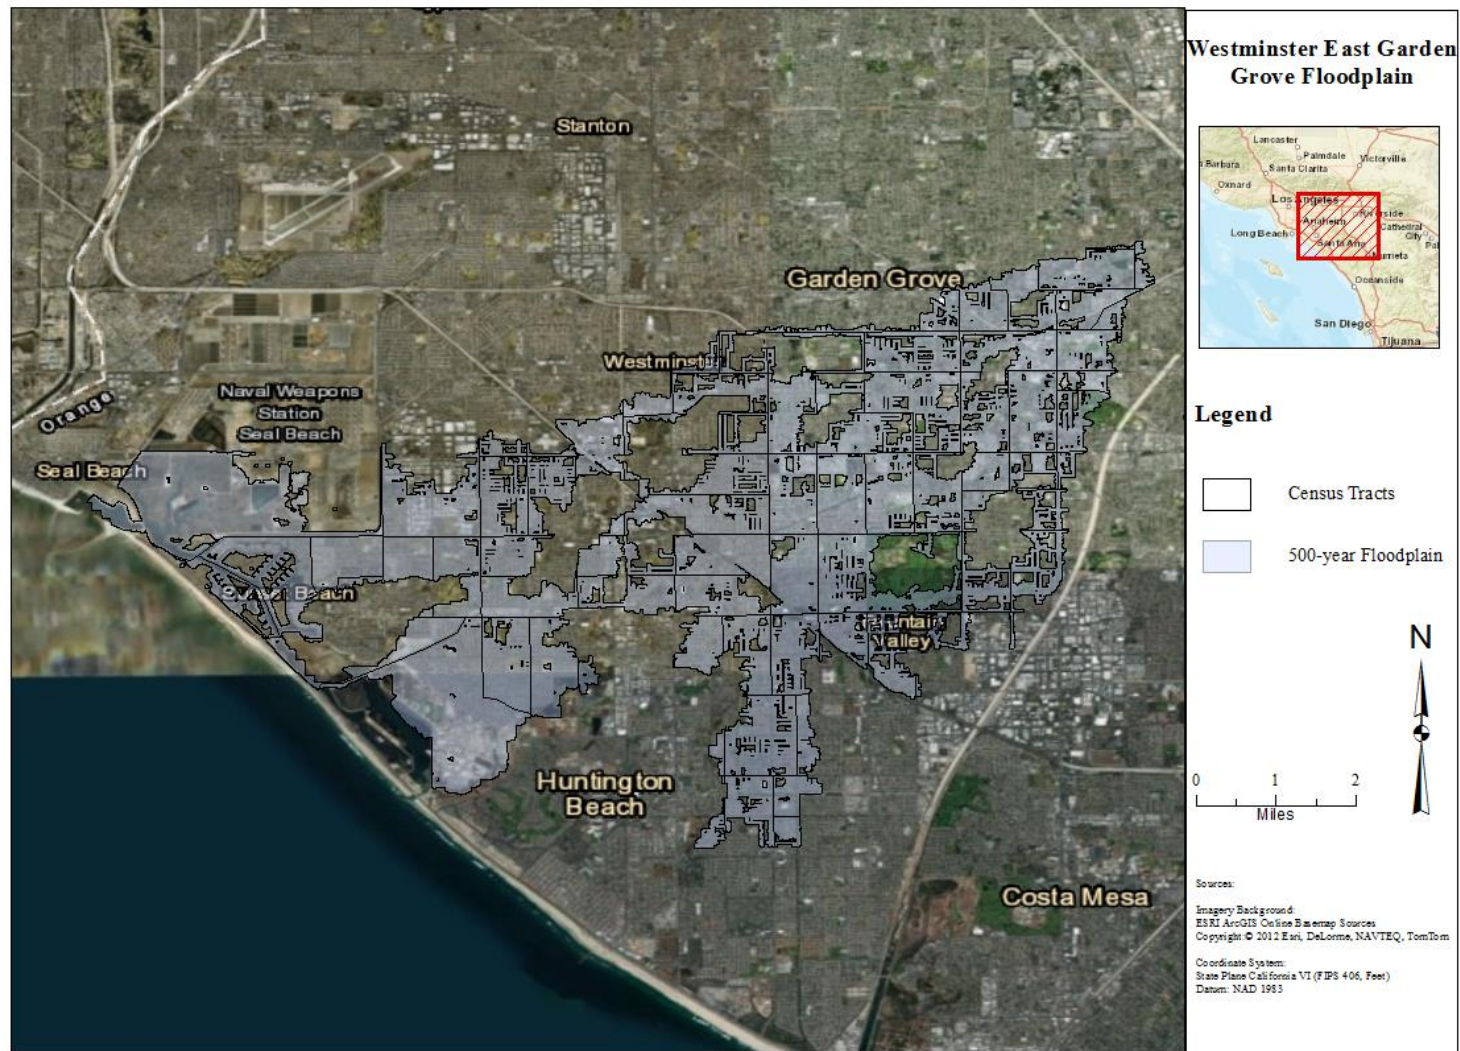 Stanton
Garden Grove
Westminst
Naval Weapons
Station
Seal Beach
Orange
Seal Beach
Beach
Valley
Huntington
Beach
Costa Mesa
Westminster East Garden
Grove Floodplain
Lancaster
Palmdale
Victorville
Barbara
Santa Clarita
Oxnard
Los Angeles
Riverside
Anaheim
Cathedral
City
Long Beach
Santa Ana
Pal
Murrieta
Oceanside
San Diego
Tijuana
Legend
Census Tracts
500-year Floodplain
N
0 1 2
Miles
Sources:
Imagery Background:
ESRI ArcGIS Online Basemap Sources
Copyright:© 2012 Esri, DeLorme, NAVTEQ, TomTom
Coordinate System:
State Plane California VI (FIPS 406, Feet)
Datum: NAD 1983